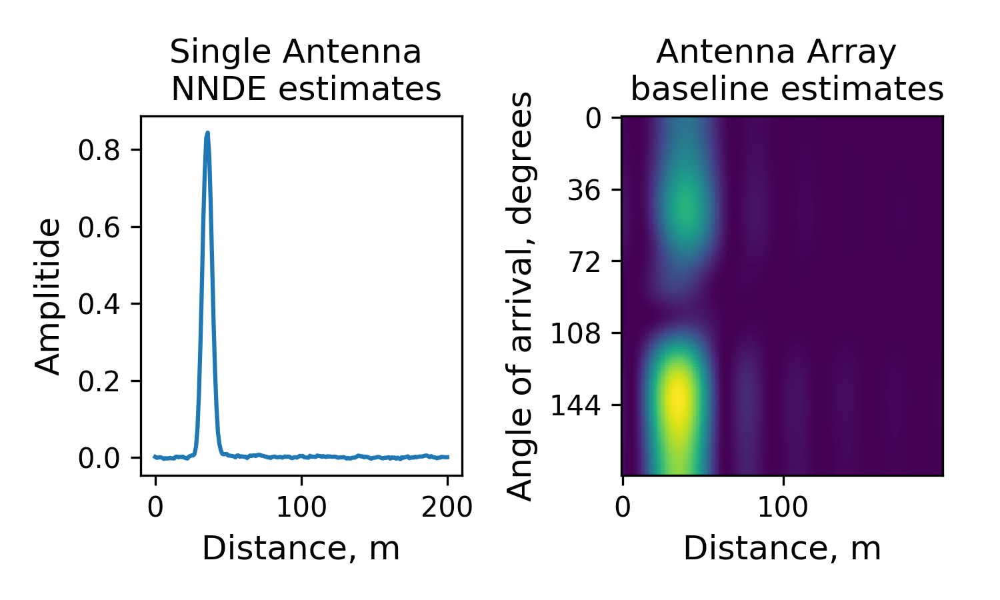 Single Antenna
NNDE estimates
Amplitide
0.8
0.6
0.4
0.2
0.0
0 100 200
Distance, m
Antenna Array
baseline estimates
Angle of arrival, degrees
0
36
72
108
144
0 100
Distance, m